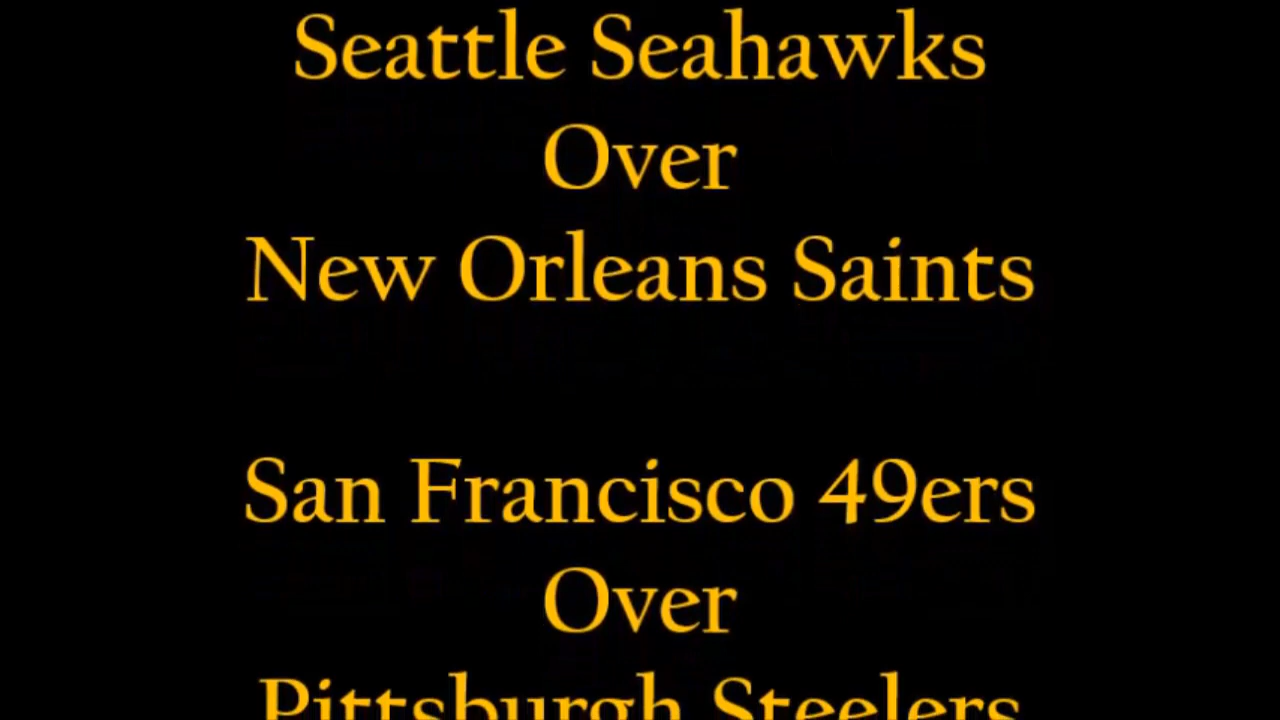 Seattle Seahawks
Over
New Orleans Saints
San Francisco 49ers
Over
Pittsburgh Steelers